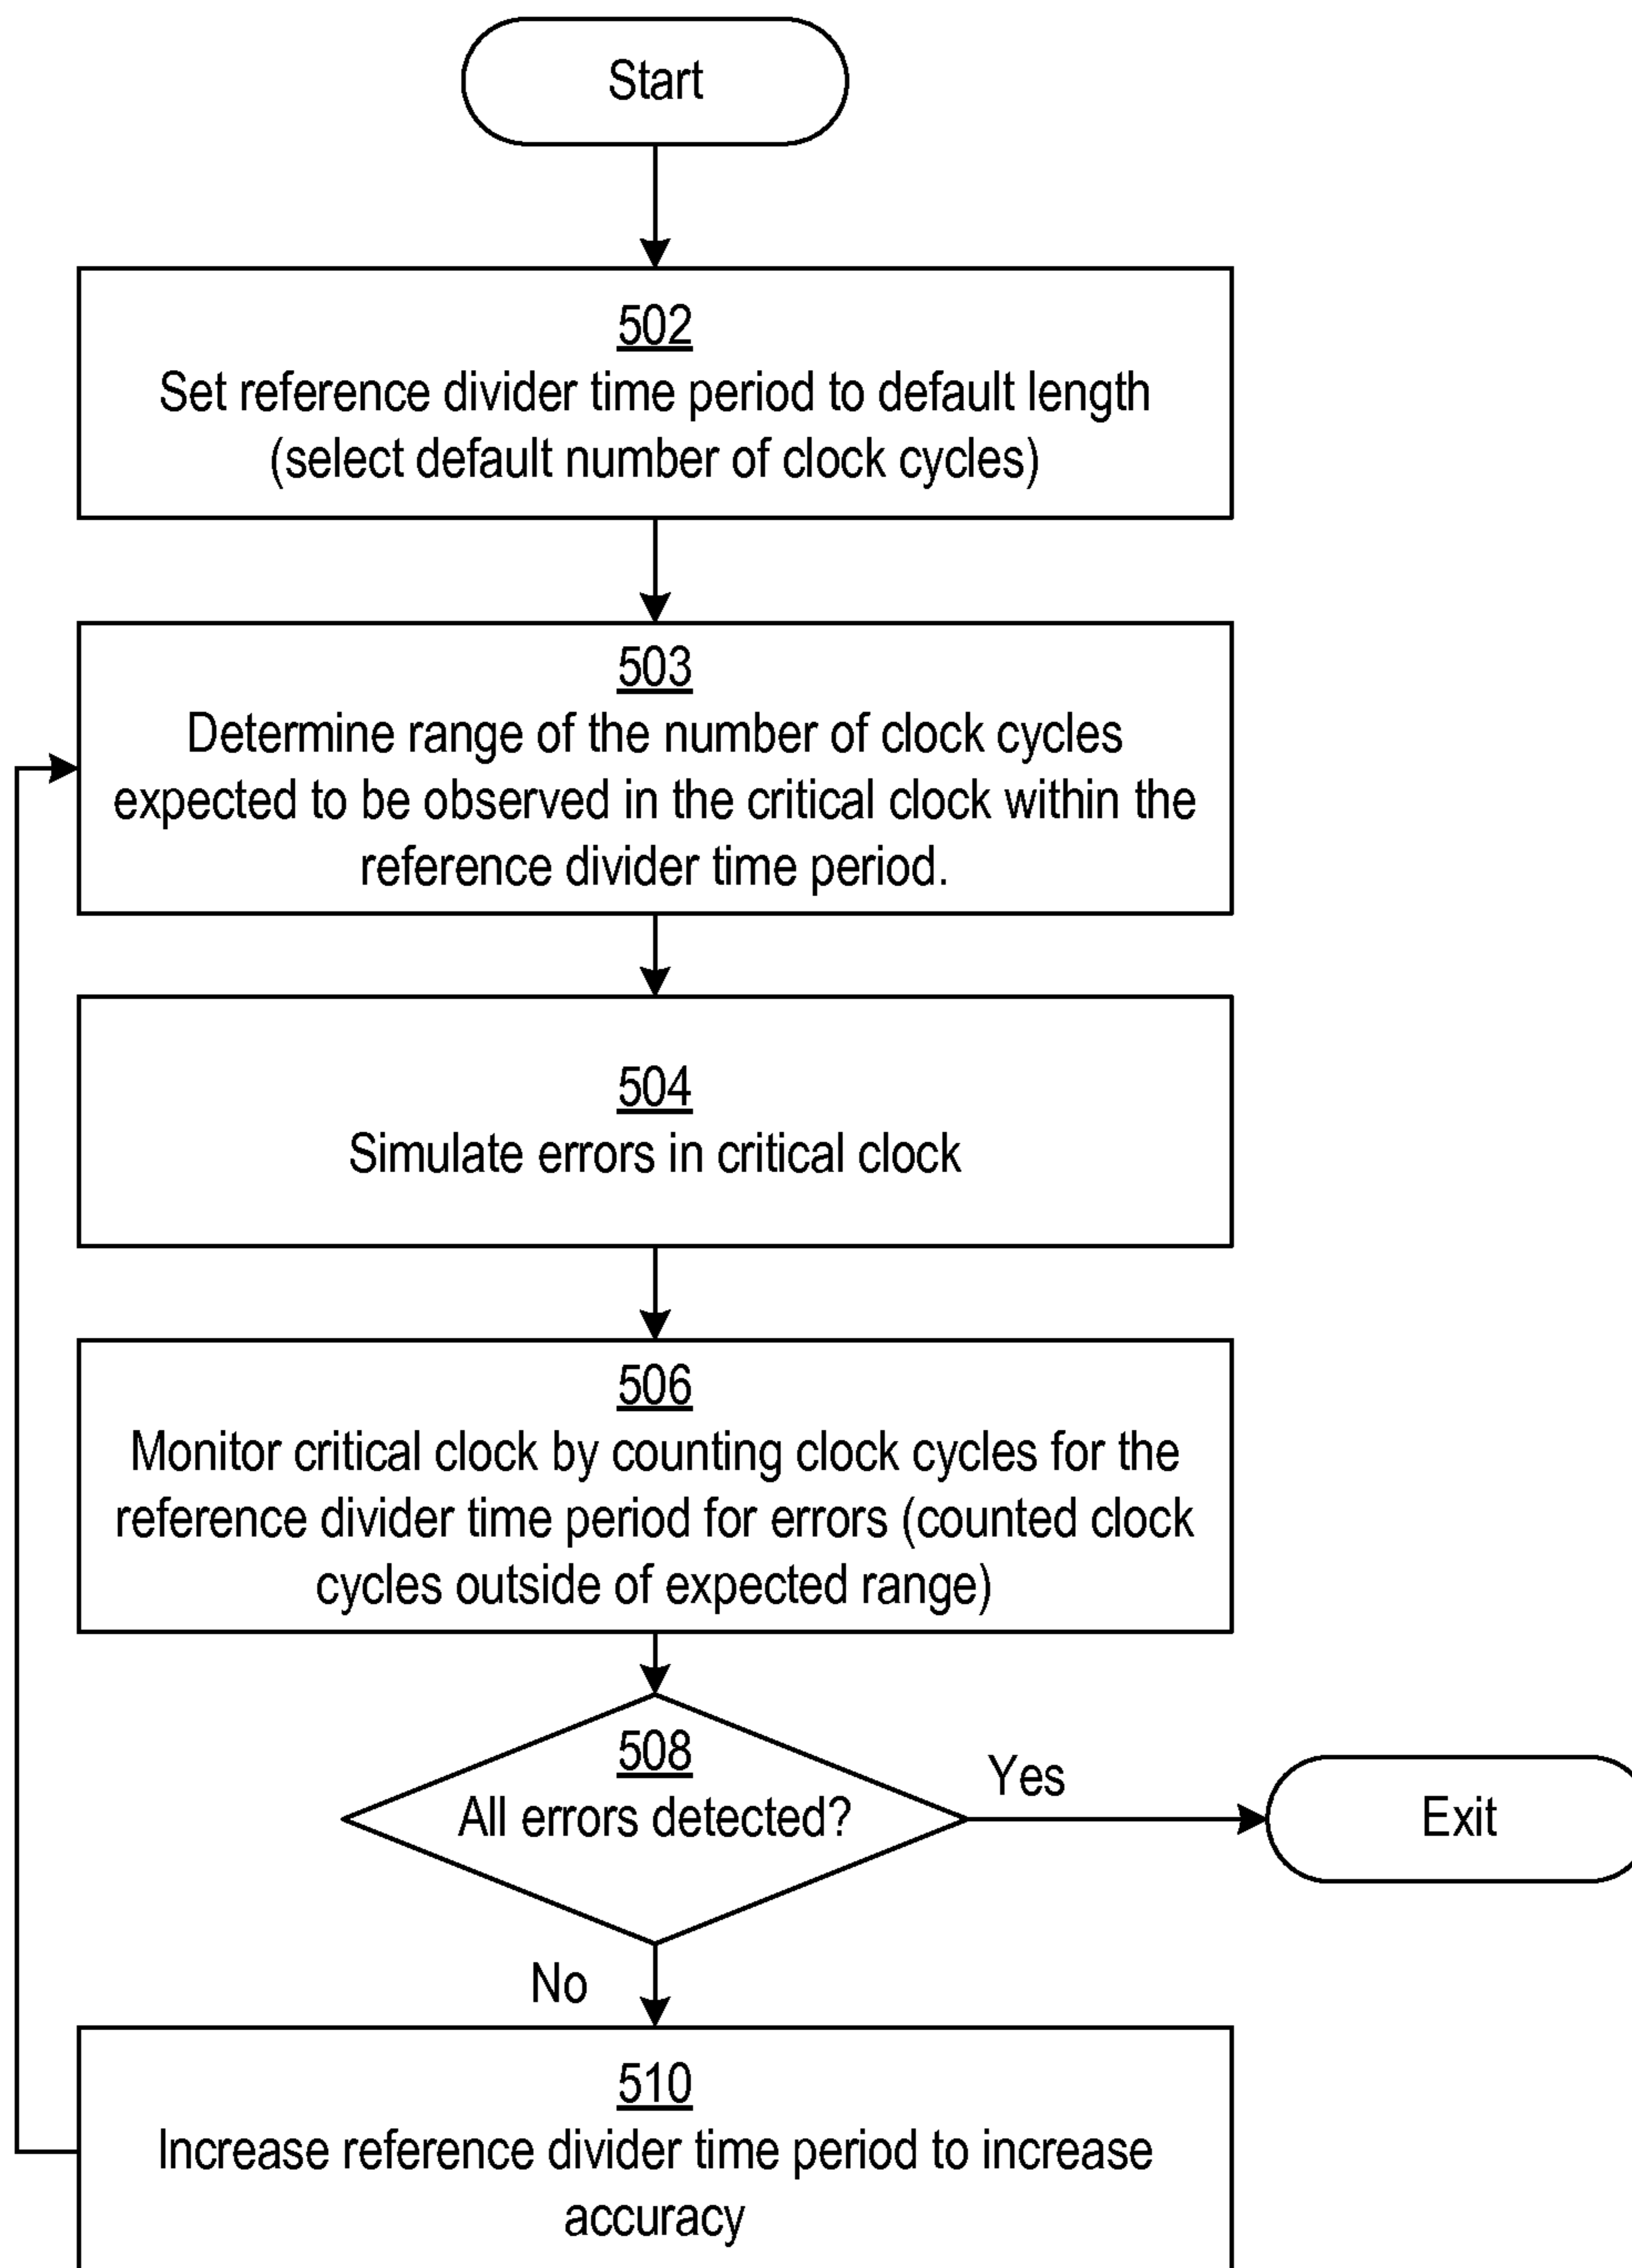 Start
502
Set reference divider time period to default length
(select default number of clock cycles)
503
Determine range of the number of clock cycles
expected to be observed in the critical clock within the
reference divider time period.
504
Simulate errors in critical clock
506
Monitor critical clock by counting clock cycles for the
reference divider time period for errors (counted clock
cycles outside of expected range)
508
All errors detected?
Yes
Exit
No
510
Increase reference divider time period to increase
accuracy